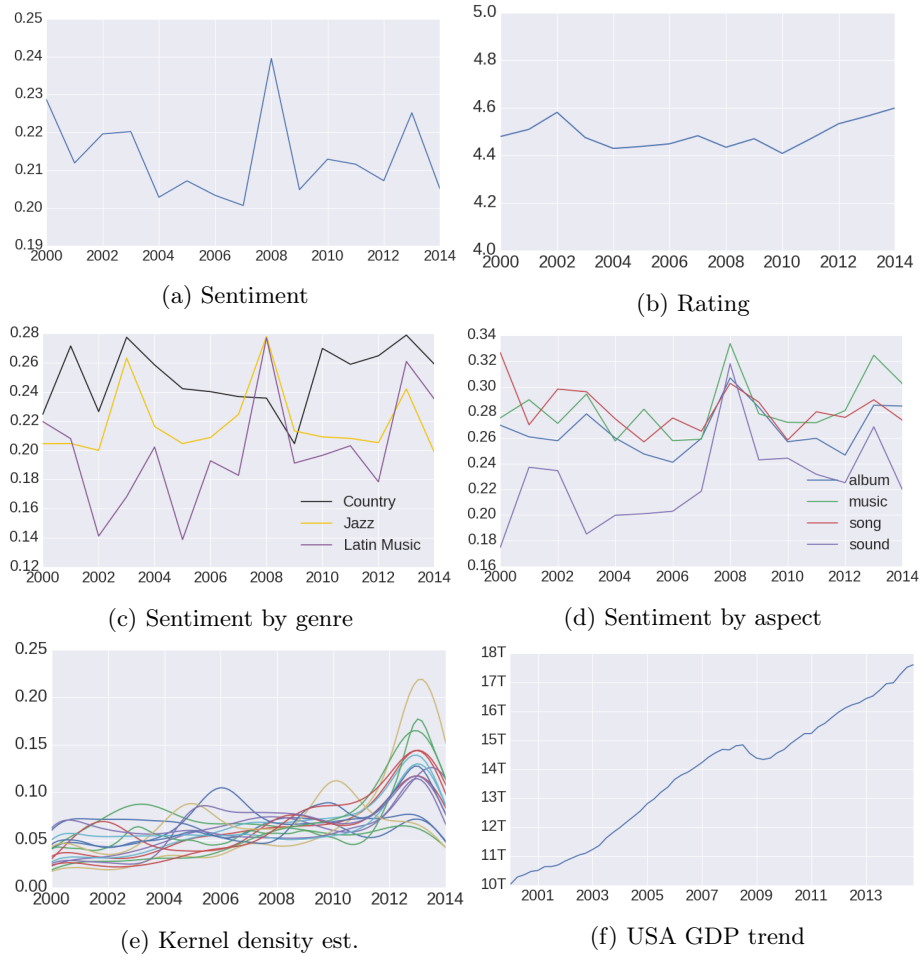 0.25
0.24
0.23
0.22
0.21
0.20
0.19
2000 2002 2004 2006 2008 2010 2012 2014
(a) Sentiment
5.0
4.8
4.6
4.4
4.2
4.0
2000 2002 2004 2006 2008 2010 2012 2014
(b) Rating
0.28
0.26
0.24
0.22
0.20
0.18
0.16
0.14
0.12
Country
Jazz
Latin Music
2000 2002 2004 2006 2008 2010 2012 2014
(c) Sentiment by genre
0.34
0.32
0.30
0.28
0.26
0.24
0.22
0.20
0.18
0.16
album
music
song
sound
2000 2002 2004 2006 2008 2010 2012 2014
(d) Sentiment by aspect
0.25
0.20
0.15
0.10
0.05
0.00
2000 2002 2004 2006 2008 2010 2012 2014
(e) Kernel density est.
18T
17T
16T
15T
14T
13T
12T
11T
10T
2001 2003 2005 2007 2009 2011 2013
(f) USA GDP trend